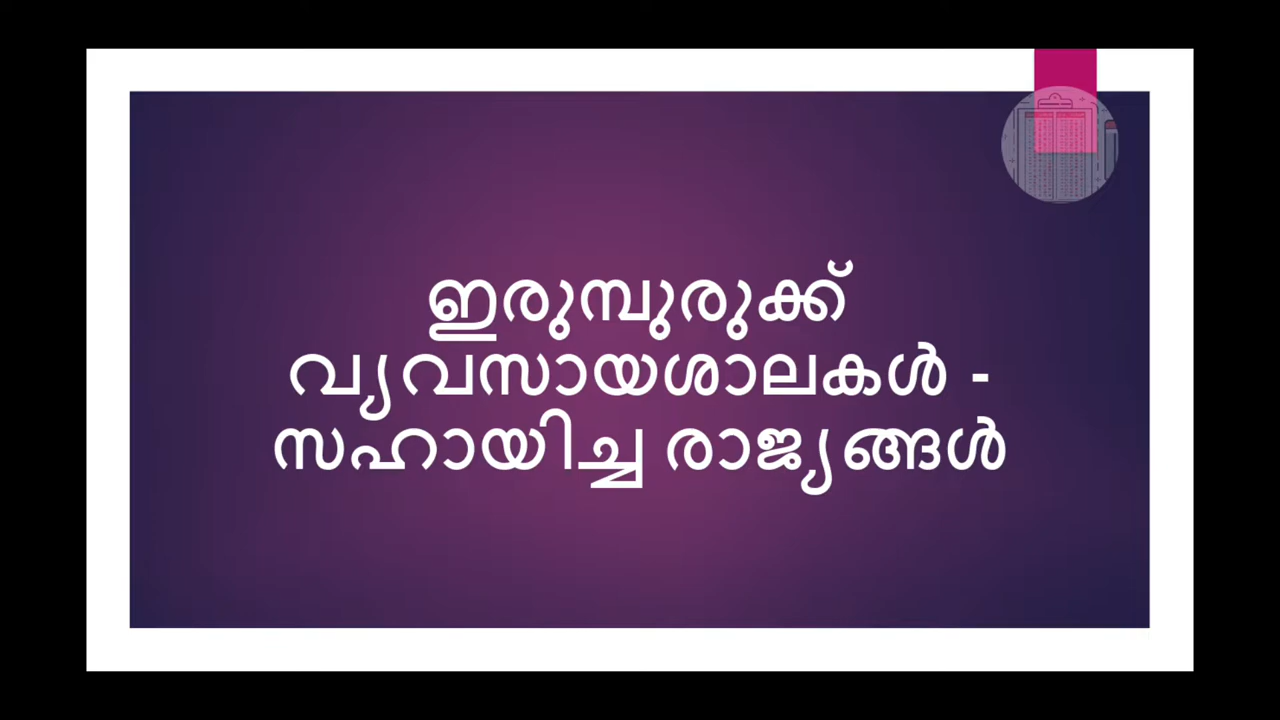 ഇരുമ്പുരുക്ക്
വ്യവസായശാലകൾ -
സഹായിച്ച രാജ്യങ്ങൾ